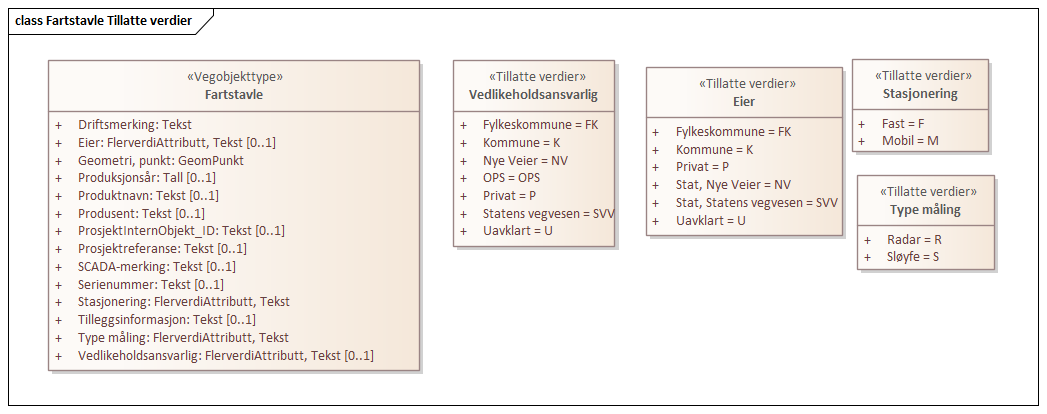 class Fartstavle Tillatte verdier
«Vegobjekttype»
Fartstavle
+ Driftsmerking: Tekst
+ Eier: FlerverdiAttributt, Tekst [0..1]
+ Geometri, punkt: GeomPunkt
+ Produksjonsår: Tall [0..1]
+ Produktnavn: Tekst [0..1]
+ Produsent: Tekst [0..1]
+ ProsjektInternObjekt_ID: Tekst [0..1]
+ Prosjektreferanse: Tekst [0..1]
+ SCADA-merking: Tekst [0..1]
+ Serienummer: Tekst [0..1]
+ Stasjonering: FlerverdiAttributt, Tekst
+ Tilleggsinformasjon: Tekst [0..1]
+ Type måling: FlerverdiAttributt, Tekst
+ Vedlikeholdsansvarlig: FlerverdiAttributt, Tekst [0..1]
«Tillatte verdier»
Vedlikeholdsansvarlig
+ Fylkeskommune = FK
+ Kommune = K
+ Nye Veier = NV
+ OPS = OPS
+ Privat = P
+ Statens vegvesen = SVV
+ Uavklart = U
«Tillatte verdier»
Eier
+ Fylkeskommune = FK
+ Kommune = K
+ Privat = P
+ Stat, Nye Veier = NV
+ Stat, Statens vegvesen = SVV
+ Uavklart = U
«Tillatte verdier»
Stasjonering
+ Fast = F
+ Mobil = M
«Tillatte verdier»
Type måling
+ Radar = R
+ Sløyfe = S